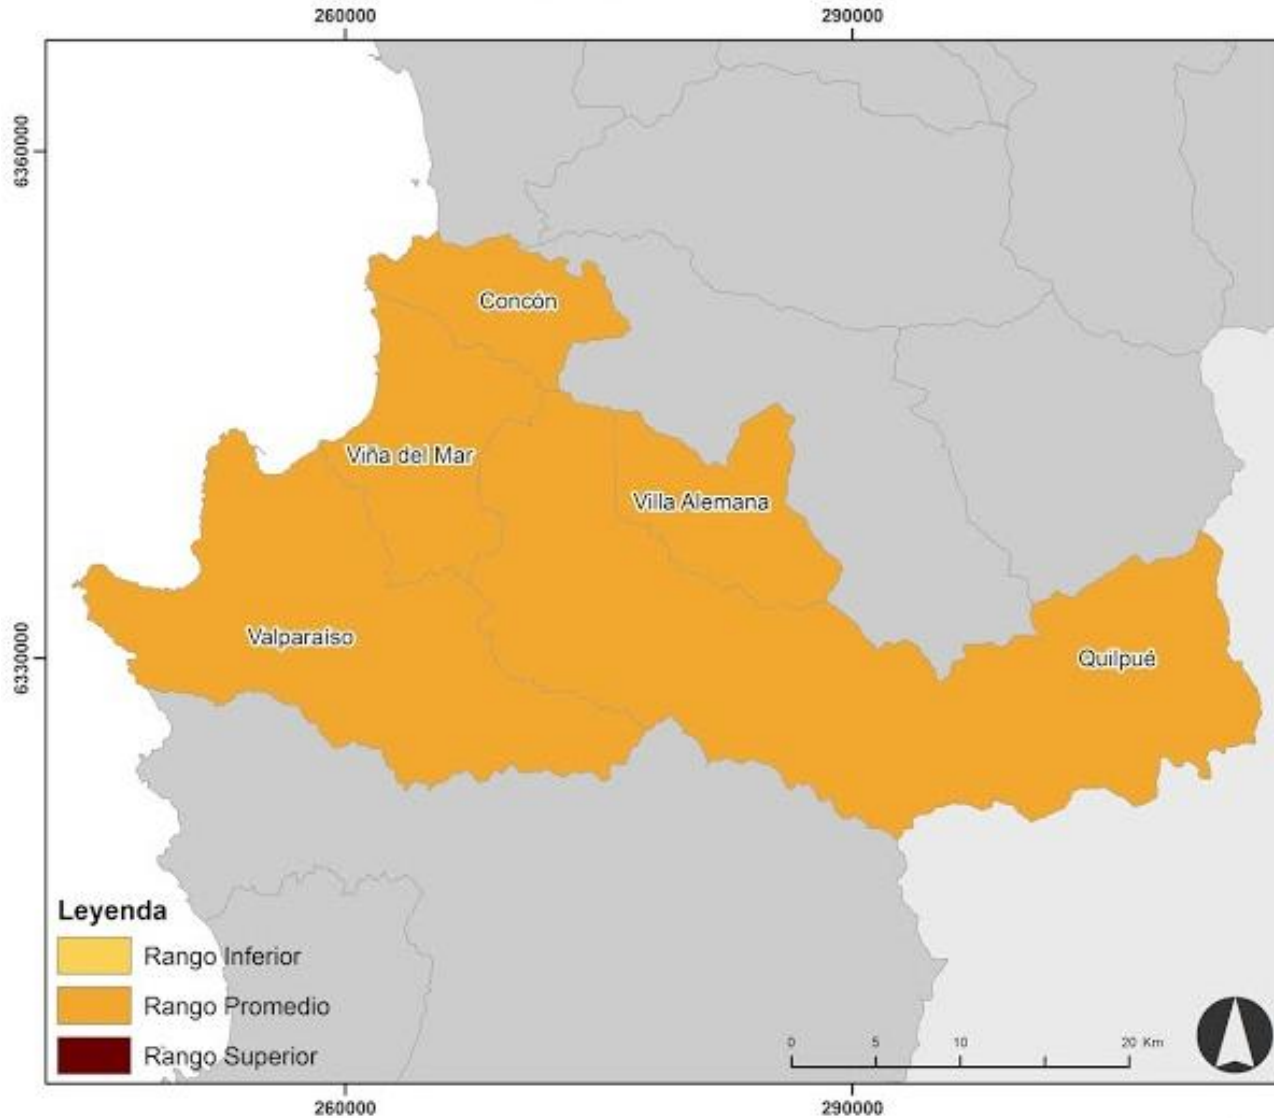 260000
290000
6360000
Concón
Viña del Mar
Villa Alemana
Valparaíso
Quilpué
6330000
Leyenda
Rango Inferior
Rango Promedio
Rango Superior
0 5 10 20 Km
260000
290000